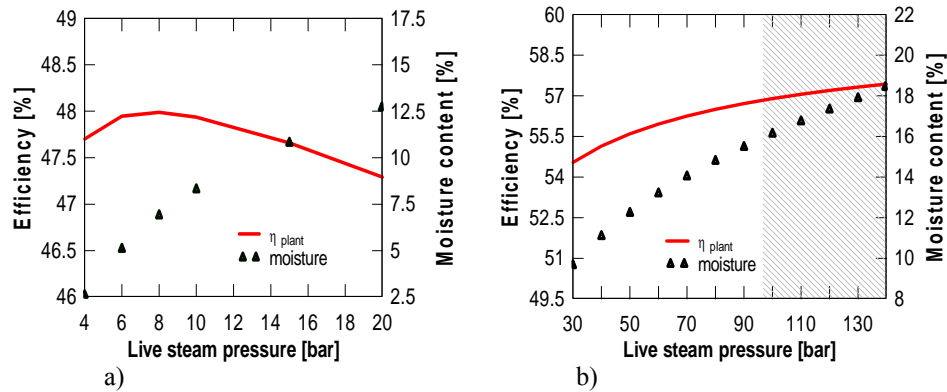 49
48.5
48
47.5
47
46.5
46
Efficiency [%]
17.5
15
12.5
10
7.5
5
2.5
Moisture content [%]
η plant
moisture
4 6 8 10 12 14 16 18 20
Live steam pressure [bar]
a)
60
58.5
57
55.5
54
52.5
51
49.5
Efficiency [%]
22
20
18
16
14
12
10
8
Moisture content [%]
η plant
moisture
30 50 70 90 110 130
Live steam pressure [bar]
b)